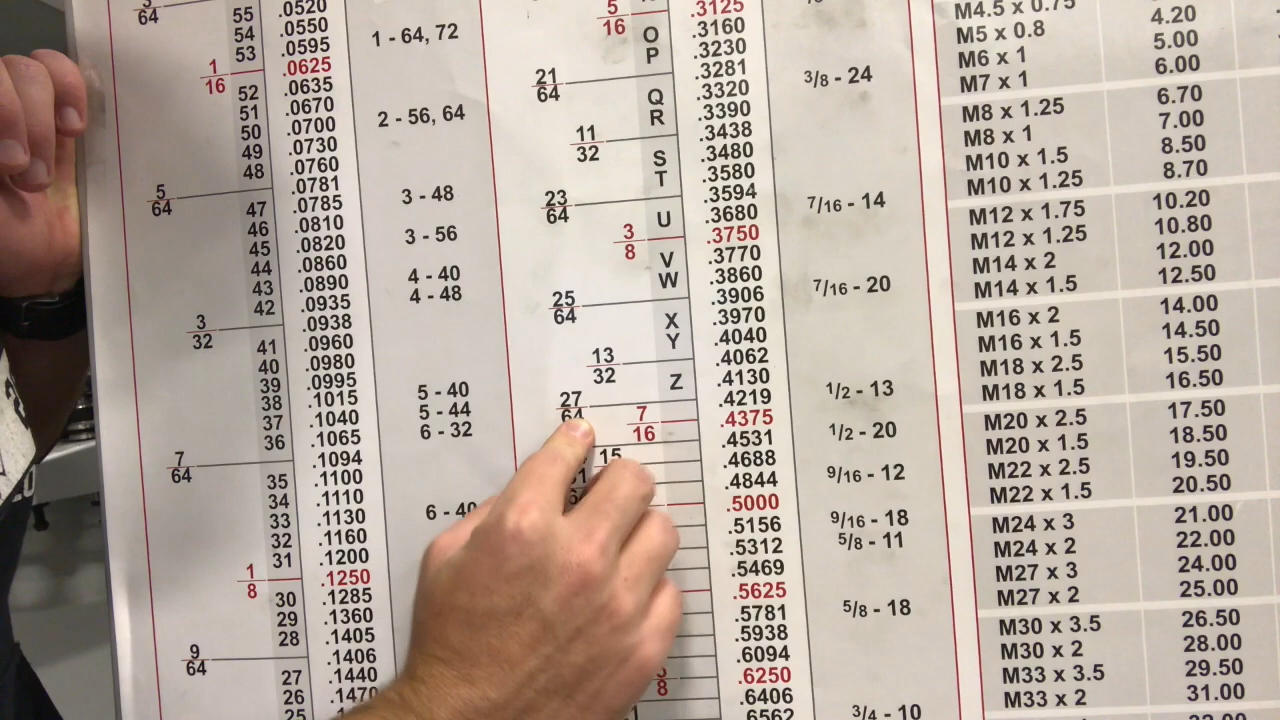 3/64
55 .0520
54 .0550
53 .0595 1 - 64, 72
1/16 .0625
52 .0635
51 .0670
50 .0700 2 - 56, 64
49 .0730
48 .0760
5/64 .0781
47 .0785 3 - 48
46 .0810
45 .0820 3 - 56
44 .0860
43 .0890 4 - 40
42 .0935 4 - 48
3/32 .0938
41 .0960
40 .0980
39 .0995
38 .1015 5 - 40
37 .1040 5 - 44
36 .1065 6 - 32
7/64 .1094
35 .1100
34 .1110
33 .1130 6 - 40
32 .1160
31 .1200
1/8 .1250
30 .1285
29 .1360
28 .1405
9/64 .1406
27 .1440
26 .1470
25
5/16 .3125
O .3160
P .3230
21/64 .3281 3/8 - 24
Q .3320
R .3390
11/32 .3438
S .3480
T .3580
23/64 .3594
U .3680 7/16 - 14
3/8 .3750
V .3770
W .3860
25/64 .3906 7/16 - 20
X .3970
Y .4040
13/32 .4062
Z .4130
27/64 .4219 1/2 - 13
7/16 .4375
.4531 1/2 - 20
15 .4688
.4844 9/16 - 12
.5000
.5156 9/16 - 18
.5312 5/8 - 11
.5469
.5625
.5781 5/8 - 18
.5938
.6094
.6250
.6406
.6562 3/4 - 10
M4.5 x 0.75
M5 x 0.8 4.20
M6 x 1 5.00
M7 x 1 6.00
M8 x 1.25 6.70
M8 x 1 7.00
M10 x 1.5 8.50
M10 x 1.25 8.70
M12 x 1.75 10.20
M12 x 1.25 10.80
M14 x 2 12.00
M14 x 1.5 12.50
M16 x 2 14.00
M16 x 1.5 14.50
M18 x 2.5 15.50
M18 x 1.5 16.50
M20 x 2.5 17.50
M20 x 1.5 18.50
M22 x 2.5 19.50
M22 x 1.5 20.50
M24 x 3 21.00
M24 x 2 22.00
M27 x 3 24.00
M27 x 2 25.00
M30 x 3.5 26.50
M30 x 2 28.00
M33 x 3.5 29.50
M33 x 2 31.00